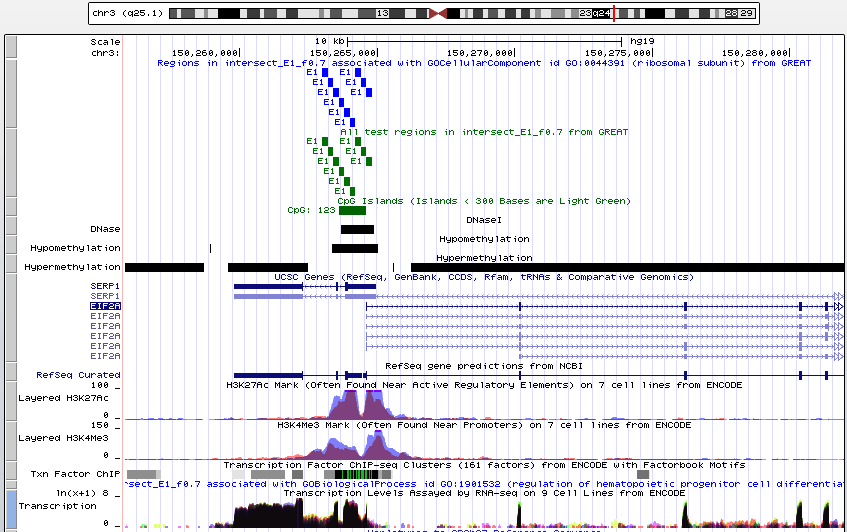 chr3 (q25.1) 13 23 q24 28 29
Scale 10 kb hg19
chr3: 150,260,000 150,265,000 150,270,000 150,275,000 150,280,000
Regions in intersect_E1_f0.7 associated with GOCellularComponent id GO:0044391 (ribosomal subunit) from GREAT
E1 E1
E1 E1
E1 E1
E1
E1
E1
All test regions in intersect_E1_f0.7 from GREAT
E1 E1
E1 E1
E1 E1
E1
E1
E1
CpG Islands (Islands < 300 Bases are Light Green)
CpG: 123
DNaseI
DNase
Hypomethylation
Hypomethylation
Hypermethylation
Hypermethylation
UCSC Genes (RefSeq, GenBank, CCDS, Rfam, tRNAs & Comparative Genomics)
SERP1
SERP1
EIF2A
EIF2A
EIF2A
EIF2A
EIF2A
EIF2A
RefSeq gene predictions from NCBI
RefSeq Curated
H3K27Ac Mark (Often Found Near Active Regulatory Elements) on 7 cell lines from ENCODE
100
Layered H3K27Ac
0
H3K4Me3 Mark (Often Found Near Promoters) on 7 cell lines from ENCODE
150
Layered H3K4Me3
0
Transcription Factor ChIP-seq Clusters (161 factors) from ENCODE with Factorbook Motifs
Txn Factor ChIP
rsect_E1_f0.7 associated with GOBiologicalProcess id GO:1901532 (regulation of hematopoietic progenitor cell differentia
Transcription Levels Assayed by RNA-seq on 9 Cell Lines from ENCODE
ln(x+1) 8
Transcription
0